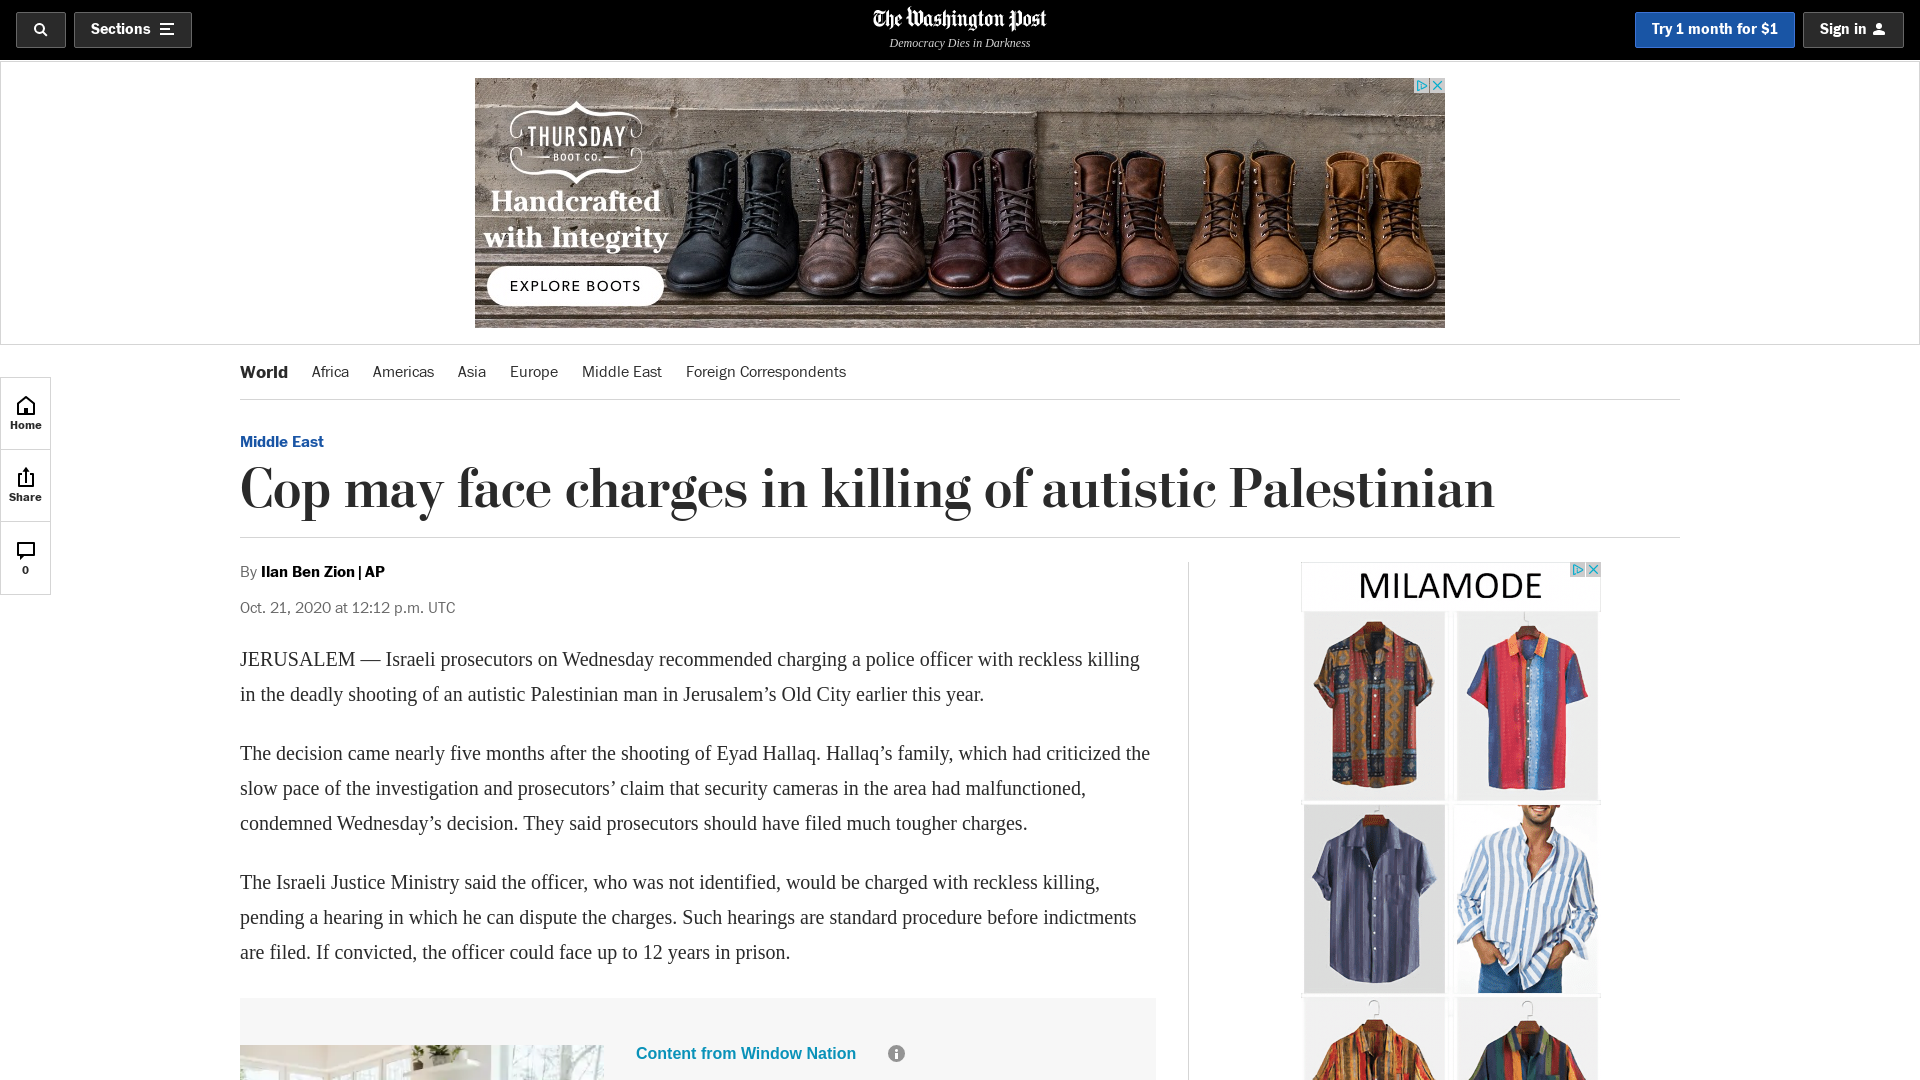 Sections
The Washington Post
Democracy Dies in Darkness
Try 1 month for $1
Sign in
THURSDAY
BOOT CO.
Handcrafted
with Integrity
EXPLORE BOOTS
World
Africa
Americas
Asia
Europe
Middle East
Foreign Correspondents
Home
Share
0
Middle East
Cop may face charges in killing of autistic Palestinian
By Ilan Ben Zion | AP
Oct. 21, 2020 at 12:12 p.m. UTC
JERUSALEM — Israeli prosecutors on Wednesday recommended charging a police officer with reckless killing
in the deadly shooting of an autistic Palestinian man in Jerusalem’s Old City earlier this year.
The decision came nearly five months after the shooting of Eyad Hallaq. Hallaq’s family, which had criticized the
slow pace of the investigation and prosecutors’ claim that security cameras in the area had malfunctioned,
condemned Wednesday’s decision. They said prosecutors should have filed much tougher charges.
The Israeli Justice Ministry said the officer, who was not identified, would be charged with reckless killing,
pending a hearing in which he can dispute the charges. Such hearings are standard procedure before indictments
are filed. If convicted, the officer could face up to 12 years in prison.
Content from Window Nation
MILAMODE